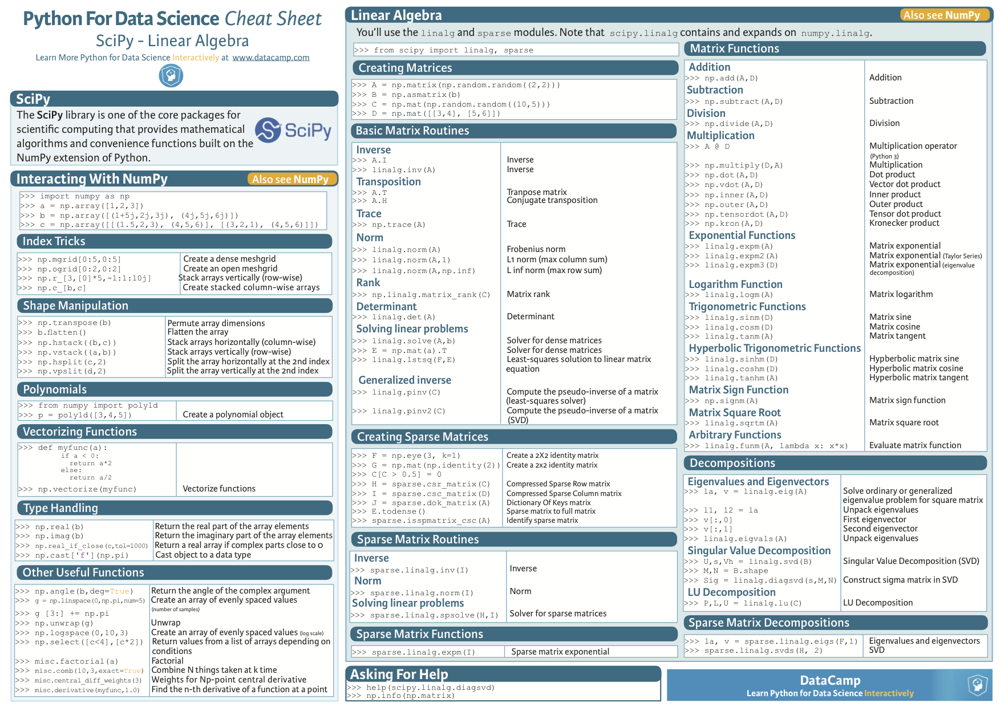 Python For Data Science Cheat Sheet
SciPy - Linear Algebra
Learn More Python for Data Science Interactively at www.datacamp.com
SciPy
The SciPy library is one of the core packages for
scientific computing that provides mathematical
algorithms and convenience functions built on the
NumPy extension of Python.
SciPy
Interacting With NumPy
Also see NumPy
>>> import numpy as np
>>> a = np.array([1,2,3])
>>> b = np.array([(1+5j,2j,3j), (4j,5j,6j)])
>>> c = np.array([[(1.5,2,3), (4,5,6)], [(3,2,1), (4,5,6)]])
Index Tricks
>>> np.mgrid[0:5,0:5] Create a dense meshgrid
>>> np.ogrid[0:2,0:2] Create an open meshgrid
>>> np.r_[3,[0]*5,-1:1:10j] Stack arrays vertically (row-wise)
>>> np.c_[b,c] Create stacked column-wise arrays
Shape Manipulation
>>> np.transpose(b) Permute array dimensions
>>> b.flatten() Flatten the array
>>> np.hstack((b,c)) Stack arrays horizontally (column-wise)
>>> np.vstack((a,b)) Stack arrays vertically (row-wise)
>>> np.hsplit(c,2) Split the array horizontally at the 2nd index
>>> np.vpslit(d,2) Split the array vertically at the 2nd index
Polynomials
>>> from numpy import poly1d
>>> p = poly1d([3,4,5]) Create a polynomial object
Vectorizing Functions
>>> def myfunc(a):
if a < 0:
return a*2
else:
return a/2
>>> np.vectorize(myfunc) Vectorize functions
Type Handling
>>> np.real(b) Return the real part of the array elements
>>> np.imag(b) Return the imaginary part of the array elements
>>> np.real_if_close(c,tol=1000) Return a real array if complex parts close to 0
>>> np.cast['f'](np.pi) Cast object to a data type
Other Useful Functions
>>> np.angle(b,deg=True) Return the angle of the complex argument
>>> g = np.linspace(0,np.pi,num=5) Create an array of evenly spaced values
(number of samples)
>>> g [3:] += np.pi
>>> np.unwrap(g) Unwrap
>>> np.logspace(0,10,3) Create an array of evenly spaced values (log scale)
>>> np.select([c<4],[c*2]) Return values from a list of arrays depending on
conditions
>>> misc.factorial(a) Factorial
>>> misc.comb(10,3,exact=True) Combine N things taken at k time
>>> misc.central_diff_weights(3) Weights for Np-point central derivative
>>> misc.derivative(myfunc,1.0) Find the n-th derivative of a function at a point
Linear Algebra
Also see NumPy
You'll use the linalg and sparse modules. Note that scipy.linalg contains and expands on numpy.linalg.
>>> from scipy import linalg, sparse
Creating Matrices
>>> A = np.matrix(np.random.random((2,2)))
>>> B = np.asmatrix(b)
>>> C = np.mat(np.random.random((10,5)))
>>> D = np.mat([[3,4], [5,6]])
Basic Matrix Routines
Inverse
>>> A.I Inverse
>>> linalg.inv(A) Inverse
Transposition
>>> A.T Tranpose matrix
>>> A.H Conjugate transposition
Trace
>>> np.trace(A) Trace
Norm
>>> linalg.norm(A) Frobenius norm
>>> linalg.norm(A,1) L1 norm (max column sum)
>>> linalg.norm(A,np.inf) L inf norm (max row sum)
Rank
>>> np.linalg.matrix_rank(C) Matrix rank
Determinant
>>> linalg.det(A) Determinant
Solving linear problems
>>> linalg.solve(A,b) Solver for dense matrices
>>> E = np.mat(a).T Solver for dense matrices
>>> linalg.lstsq(F,E) Least-squares solution to linear matrix
equation
Generalized inverse
>>> linalg.pinv(C) Compute the pseudo-inverse of a matrix
(least-squares solver)
>>> linalg.pinv2(C) Compute the pseudo-inverse of a matrix
(SVD)
Creating Sparse Matrices
>>> F = np.eye(3, k=1) Create a 2X2 identity matrix
>>> G = np.mat(np.identity(2)) Create a 2x2 identity matrix
>>> C[C > 0.5] = 0
>>> H = sparse.csr_matrix(C) Compressed Sparse Row matrix
>>> I = sparse.csc_matrix(D) Compressed Sparse Column matrix
>>> J = sparse.dok_matrix(A) Dictionary Of Keys matrix
>>> E.todense() Sparse matrix to full matrix
>>> sparse.isspmatrix_csc(A) Identify sparse matrix
Sparse Matrix Routines
Inverse
>>> sparse.linalg.inv(I) Inverse
Norm
>>> sparse.linalg.norm(I) Norm
Solving linear problems
>>> sparse.linalg.spsolve(H,I) Solver for sparse matrices
Sparse Matrix Functions
>>> sparse.linalg.expm(I) Sparse matrix exponential
Asking For Help
>>> help(scipy.linalg.diagsvd)
>>> np.info(np.matrix)
Matrix Functions
Addition
>>> np.add(A,D) Addition
Subtraction
>>> np.subtract(A,D) Subtraction
Division
>>> np.divide(A,D) Division
Multiplication
>>> A @ D Multiplication operator
(Python 3)
>>> np.multiply(D,A) Multiplication
>>> np.dot(A,D) Dot product
>>> np.vdot(A,D) Vector dot product
>>> np.inner(A,D) Inner product
>>> np.outer(A,D) Outer product
>>> np.tensordot(A,D) Tensor dot product
>>> np.kron(A,D) Kronecker product
Exponential Functions
>>> linalg.expm(A) Matrix exponential
>>> linalg.expm2(A) Matrix exponential (Taylor Series)
>>> linalg.expm3(D) Matrix exponential (eigenvalue
decomposition)
Logarithm Function
>>> linalg.logm(A) Matrix logarithm
Trigonometric Functions
>>> linalg.sinm(D) Matrix sine
>>> linalg.cosm(D) Matrix cosine
>>> linalg.tanm(A) Matrix tangent
Hyperbolic Trigonometric Functions
>>> linalg.sinhm(D) Hypberbolic matrix sine
>>> linalg.coshm(D) Hyperbolic matrix cosine
>>> linalg.tanhm(A) Hyperbolic matrix tangent
Matrix Sign Function
>>> np.signm(A) Matrix sign function
Matrix Square Root
>>> linalg.sqrtm(A) Matrix square root
Arbitrary Functions
>>> linalg.funm(A, lambda x: x*x) Evaluate matrix function
Decompositions
Eigenvalues and Eigenvectors
>>> la, v = linalg.eig(A) Solve ordinary or generalized
eigenvalue problem for square matrix
>>> l1, l2 = la Unpack eigenvalues
>>> v[:,0] First eigenvector
>>> v[:,1] Second eigenvector
>>> linalg.eigvals(A) Unpack eigenvalues
Singular Value Decomposition
>>> U,s,Vh = linalg.svd(B) Singular Value Decomposition (SVD)
>>> M,N = B.shape
>>> Sig = linalg.diagsvd(s,M,N) Construct sigma matrix in SVD
LU Decomposition
>>> P,L,U = linalg.lu(C) LU Decomposition
Sparse Matrix Decompositions
>>> la, v = sparse.linalg.eigs(F,1) Eigenvalues and eigenvectors
>>> sparse.linalg.svds(H, 2) SVD
DataCamp
Learn Python for Data Science Interactively